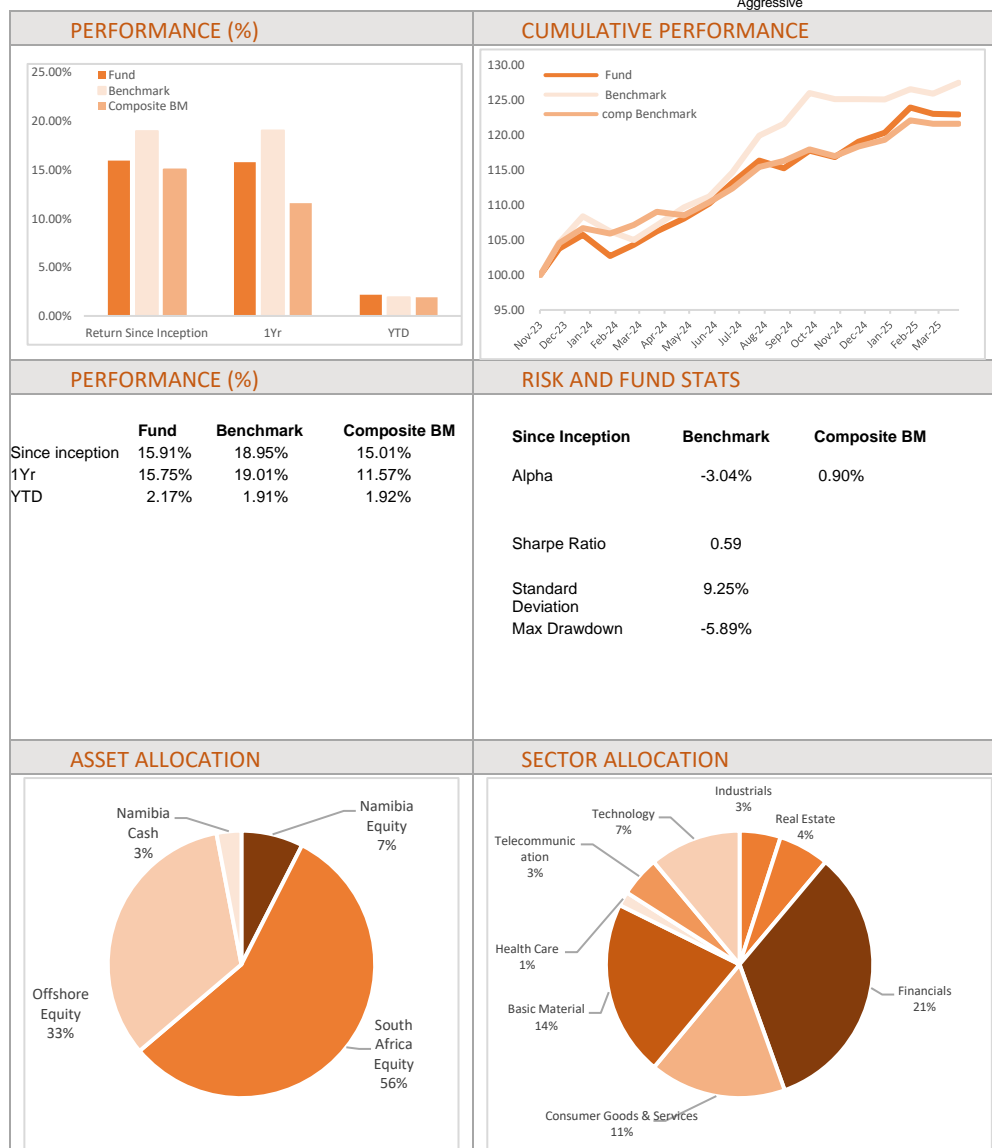 Aggressive
PERFORMANCE (%)
25.00%
20.00%
15.00%
10.00%
5.00%
0.00%
Fund
Benchmark
Composite BM
Return Since Inception 1Yr YTD
CUMULATIVE PERFORMANCE
130.00
125.00
120.00
115.00
110.00
105.00
100.00
95.00
Fund
Benchmark
comp Benchmark
Nov-23 Dec-23 Jan-24 Feb-24 Mar-24 Apr-24 May-24 Jun-24 Jul-24 Aug-24 Sep-24 Oct-24 Nov-24 Dec-24 Jan-25 Feb-25 Mar-25
PERFORMANCE (%)
Fund Benchmark Composite BM
Since inception 15.91% 18.95% 15.01%
1Yr 15.75% 19.01% 11.57%
YTD 2.17% 1.91% 1.92%
RISK AND FUND STATS
Since Inception Benchmark Composite BM
Alpha -3.04% 0.90%
Sharpe Ratio 0.59
Standard 9.25%
Deviation
Max Drawdown -5.89%
ASSET ALLOCATION
Namibia
Cash
3%
Namibia
Equity
7%
Offshore
Equity
33%
South
Africa
Equity
56%
SECTOR ALLOCATION
Industrials
3%
Real Estate
4%
Technology
7%
Telecommunic
ation
3%
Health Care
1%
Basic Material
14%
Financials
21%
Consumer Goods & Services
11%